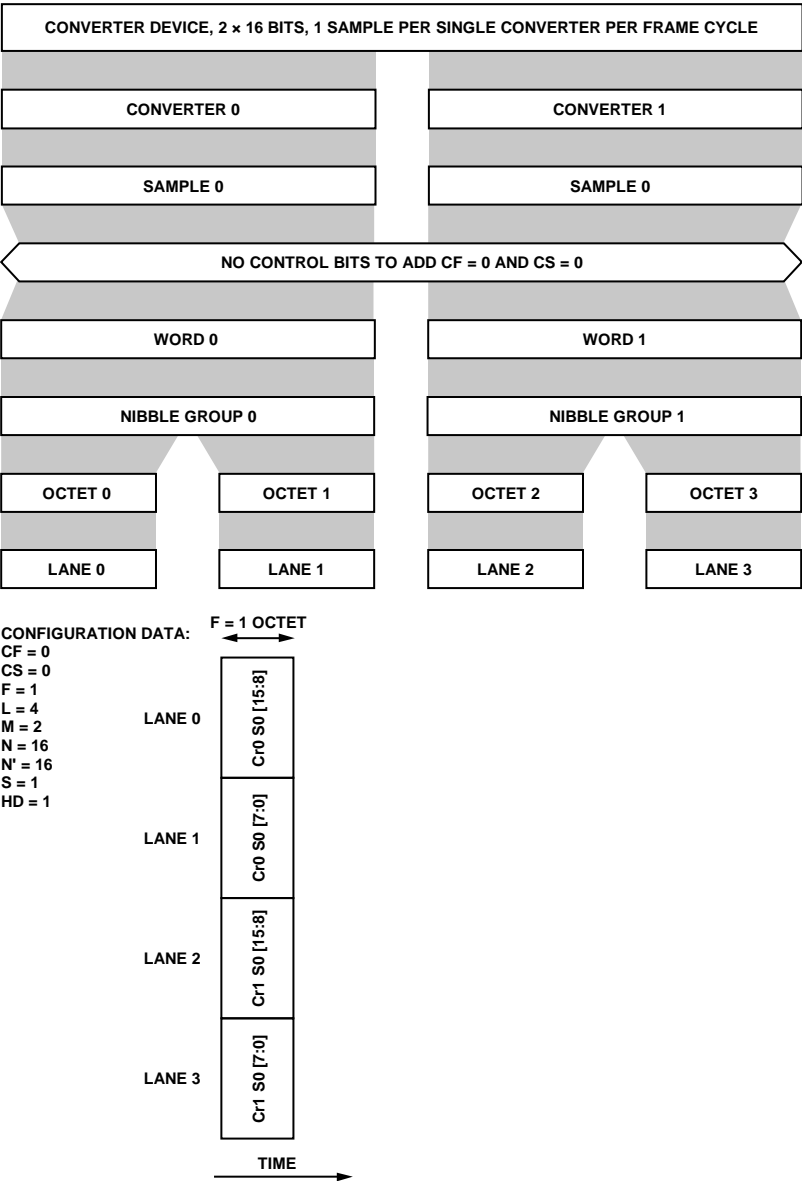 CONVERTER DEVICE, 2 × 16 BITS, 1 SAMPLE PER SINGLE CONVERTER PER FRAME CYCLE
CONVERTER 0
CONVERTER 1
SAMPLE 0
SAMPLE 0
NO CONTROL BITS TO ADD CF = 0 AND CS = 0
WORD 0
WORD 1
NIBBLE GROUP 0
NIBBLE GROUP 1
OCTET 0
OCTET 1
OCTET 2
OCTET 3
LANE 0
LANE 1
LANE 2
LANE 3
CONFIGURATION DATA:
CF = 0
CS = 0
F = 1
L = 4
M = 2
N = 16
N' = 16
S = 1
HD = 1
F = 1 OCTET
LANE 0
Cr0 S0 [15:8]
LANE 1
Cr0 S0 [7:0]
LANE 2
Cr1 S0 [15:8]
LANE 3
Cr1 S0 [7:0]
TIME